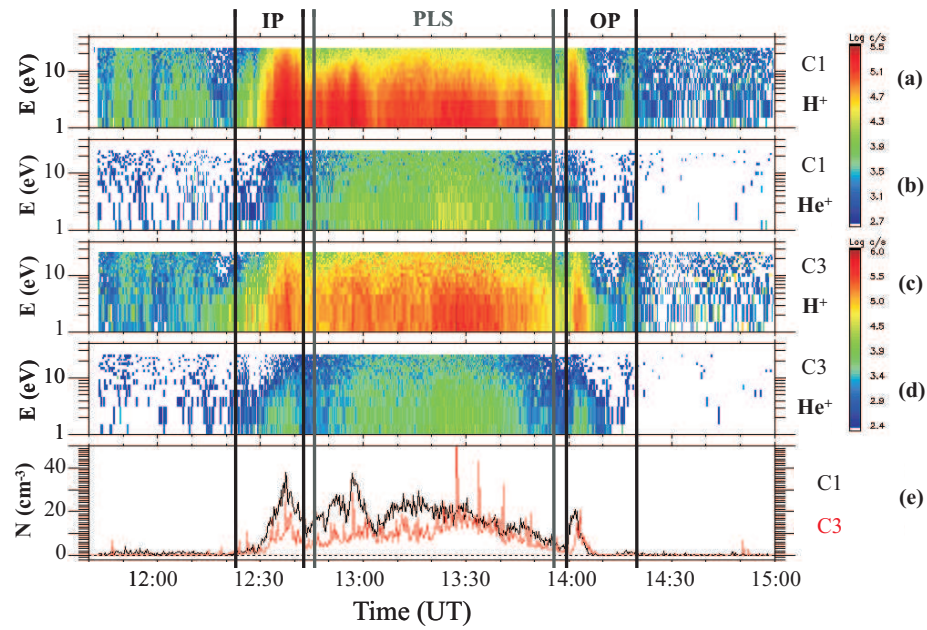 IP PLS OP
Log c/s
E (eV) 10 1 C1 H+ 5.5 5.1 4.7 4.3 3.9 3.5 3.1 2.7 (a)
E (eV) 10 1 C1 He+ (b)
Log c/s
E (eV) 10 1 C3 H+ 6.0 5.5 5.0 4.5 3.9 3.4 2.9 2.4 (c)
E (eV) 10 1 C3 He+ (d)
N (cm-3) 40 20 0 C1 C3 (e)
12:00 12:30 13:00 13:30 14:00 14:30 15:00
Time (UT)